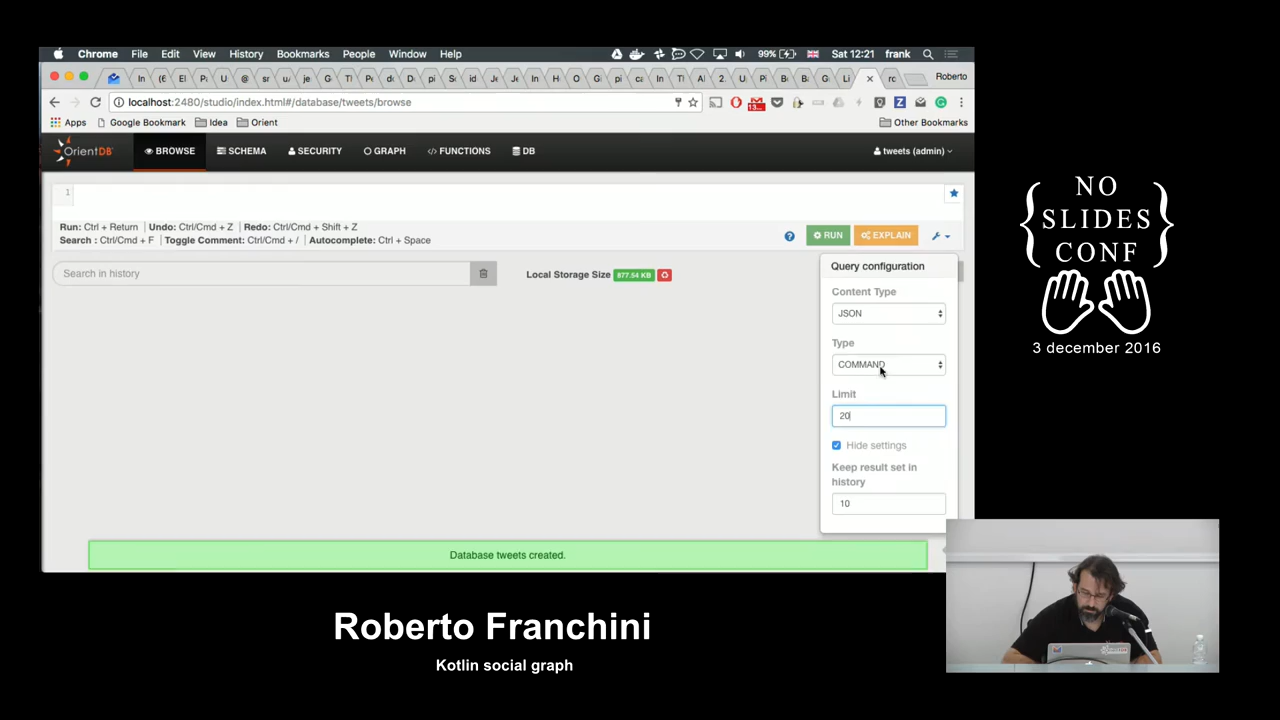 Chrome File Edit View History Bookmarks People Window Help 99% Sat 12:21 frank
Roberto
localhost:2480/studio/index.html#/database/tweets/browse
Apps Google Bookmark Idea Orient Other Bookmarks
OrientDB BROWSE SCHEMA SECURITY GRAPH FUNCTIONS DB tweets (admin)
1
Run: Ctrl + Return Undo: Ctrl/Cmd + Z Redo: Ctrl/Cmd + Shift + Z
Search : Ctrl/Cmd + F Toggle Comment: Ctrl/Cmd + / Autocomplete: Ctrl + Space
RUN EXPLAIN
Search in history
Local Storage Size 877.54 KB
Query configuration
Content Type
JSON
Type
COMMAND
Limit
20
Hide settings
Keep result set in
history
10
Database tweets created.
NO
SLIDES
CONF
3 december 2016
Roberto Franchini
Kotlin social graph